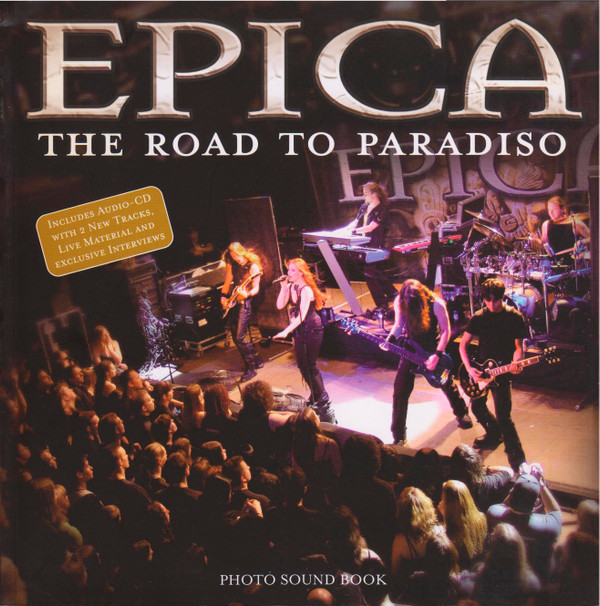 EPICA
THE ROAD TO PARADISO
INCLUDES AUDIO-CD
WITH 2 NEW TRACKS,
LIVE MATERIAL AND
EXCLUSIVE INTERVIEWS
EPICA
PHOTO SOUND BOOK